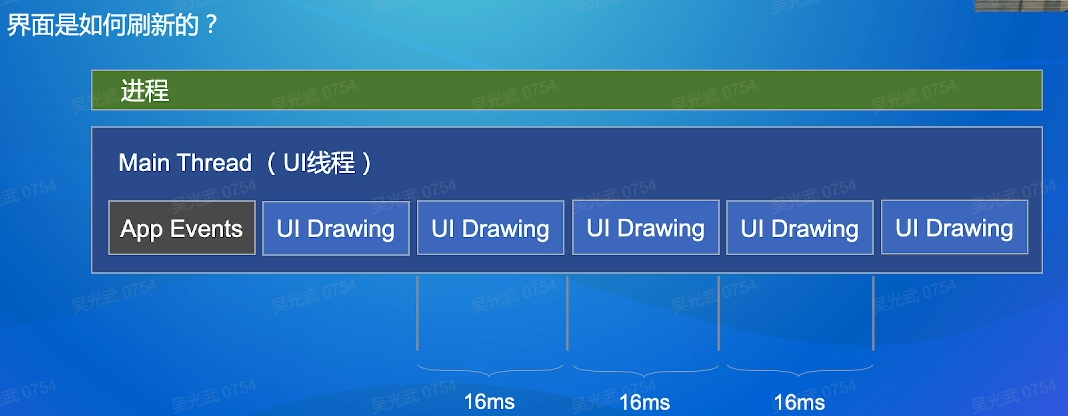 界面是如何刷新的？
进程
Main Thread （ UI线程 ）
App Events UI Drawing UI Drawing UI Drawing UI Drawing UI Drawing
16ms 16ms 16ms
吴光武 0754